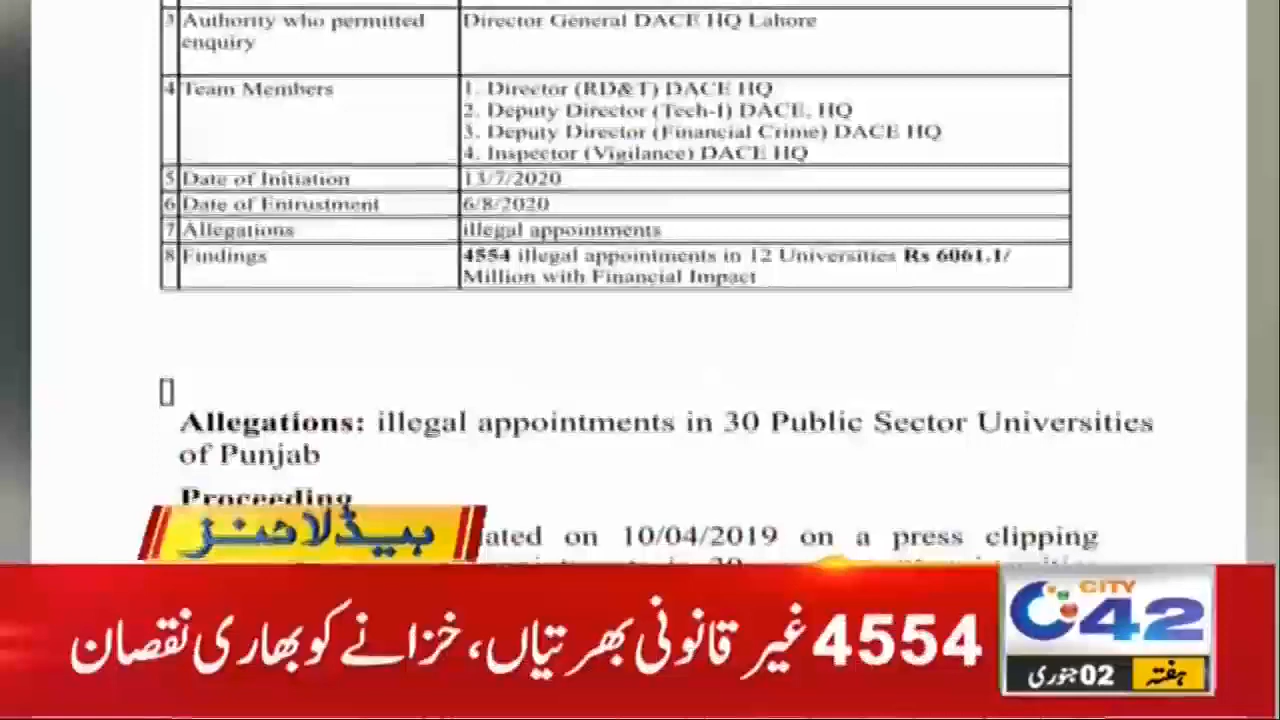 3 Authority who permitted enquiry Director General DACE HQ Lahore
4 Team Members 1. Director (RD&T) DACE HQ
2. Deputy Director (Tech-I) DACE, HQ
3. Deputy Director (Financial Crime) DACE HQ
4. Inspector (Vigilance) DACE HQ
5 Date of Initiation 13/7/2020
6 Date of Entrustment 6/8/2020
7 Allegations illegal appointments
8 Findings 4554 illegal appointments in 12 Universities Rs 6061.1/
Million with Financial Impact
Allegations: illegal appointments in 30 Public Sector Universities
of Punjab
Proceeding
ated on 10/04/2019 on a press clipping
ہیڈلائنز
4554 غیر قانونی بھرتیاں، خزانے کو بھاری نقصان
CITY
42
ہفتہ 02 جنوری